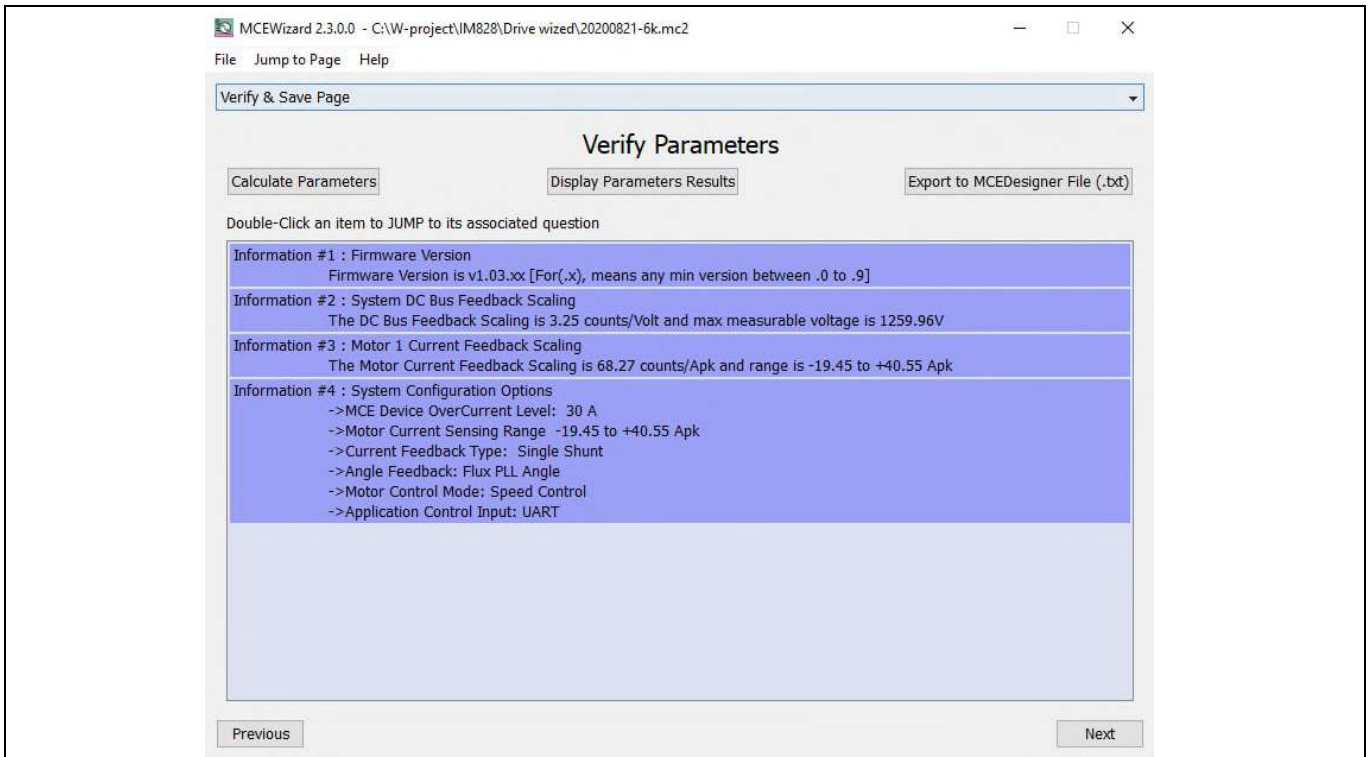 MCEWizard 2.3.0.0 - C:\W-project\IM828\Drive wized\20200821-6k.mc2
File Jump to Page Help
Verify & Save Page
Verify Parameters
Calculate Parameters Display Parameters Results Export to MCEDesigner File (.txt)
Double-Click an item to JUMP to its associated question
Information #1 : Firmware Version
Firmware Version is v1.03.xx [For(.x), means any min version between .0 to .9]
Information #2 : System DC Bus Feedback Scaling
The DC Bus Feedback Scaling is 3.25 counts/Volt and max measurable voltage is 1259.96V
Information #3 : Motor 1 Current Feedback Scaling
The Motor Current Feedback Scaling is 68.27 counts/Apk and range is -19.45 to +40.55 Apk
Information #4 : System Configuration Options
->MCE Device OverCurrent Level: 30 A
->Motor Current Sensing Range -19.45 to +40.55 Apk
->Current Feedback Type: Single Shunt
->Angle Feedback: Flux PLL Angle
->Motor Control Mode: Speed Control
->Application Control Input: UART
Previous Next